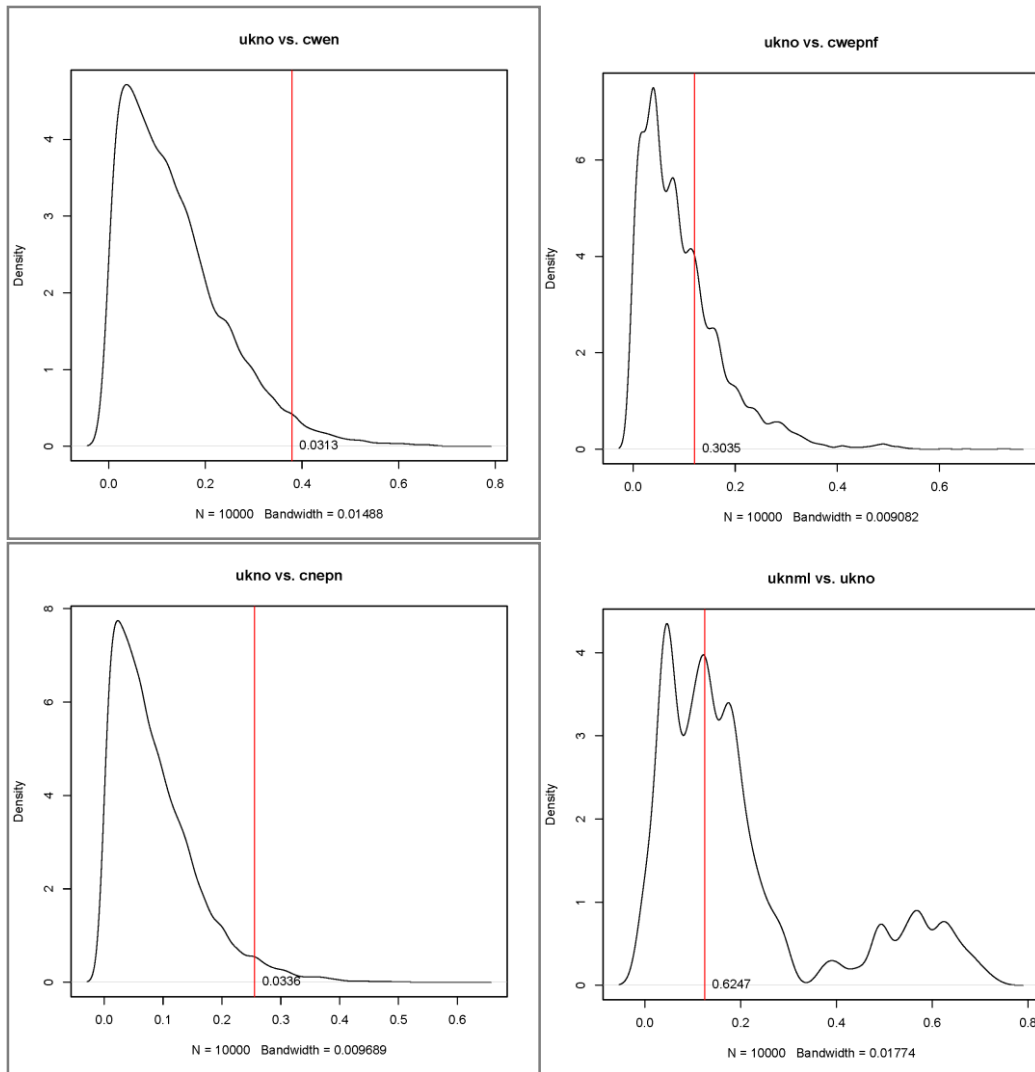 ukno vs. cwen
Density
0
1
2
3
4
0.0313
0.0 0.2 0.4 0.6 0.8
N = 10000 Bandwidth = 0.01488
ukno vs. cwepnf
Density
0
2
4
6
0.3035
0.0 0.2 0.4 0.6
N = 10000 Bandwidth = 0.009082
ukno vs. cnepn
Density
0
2
4
6
8
0.0336
0.0 0.1 0.2 0.3 0.4 0.5 0.6
N = 10000 Bandwidth = 0.009689
uknml vs. ukno
Density
0
1
2
3
4
0.6247
0.0 0.2 0.4 0.6 0.8
N = 10000 Bandwidth = 0.01774